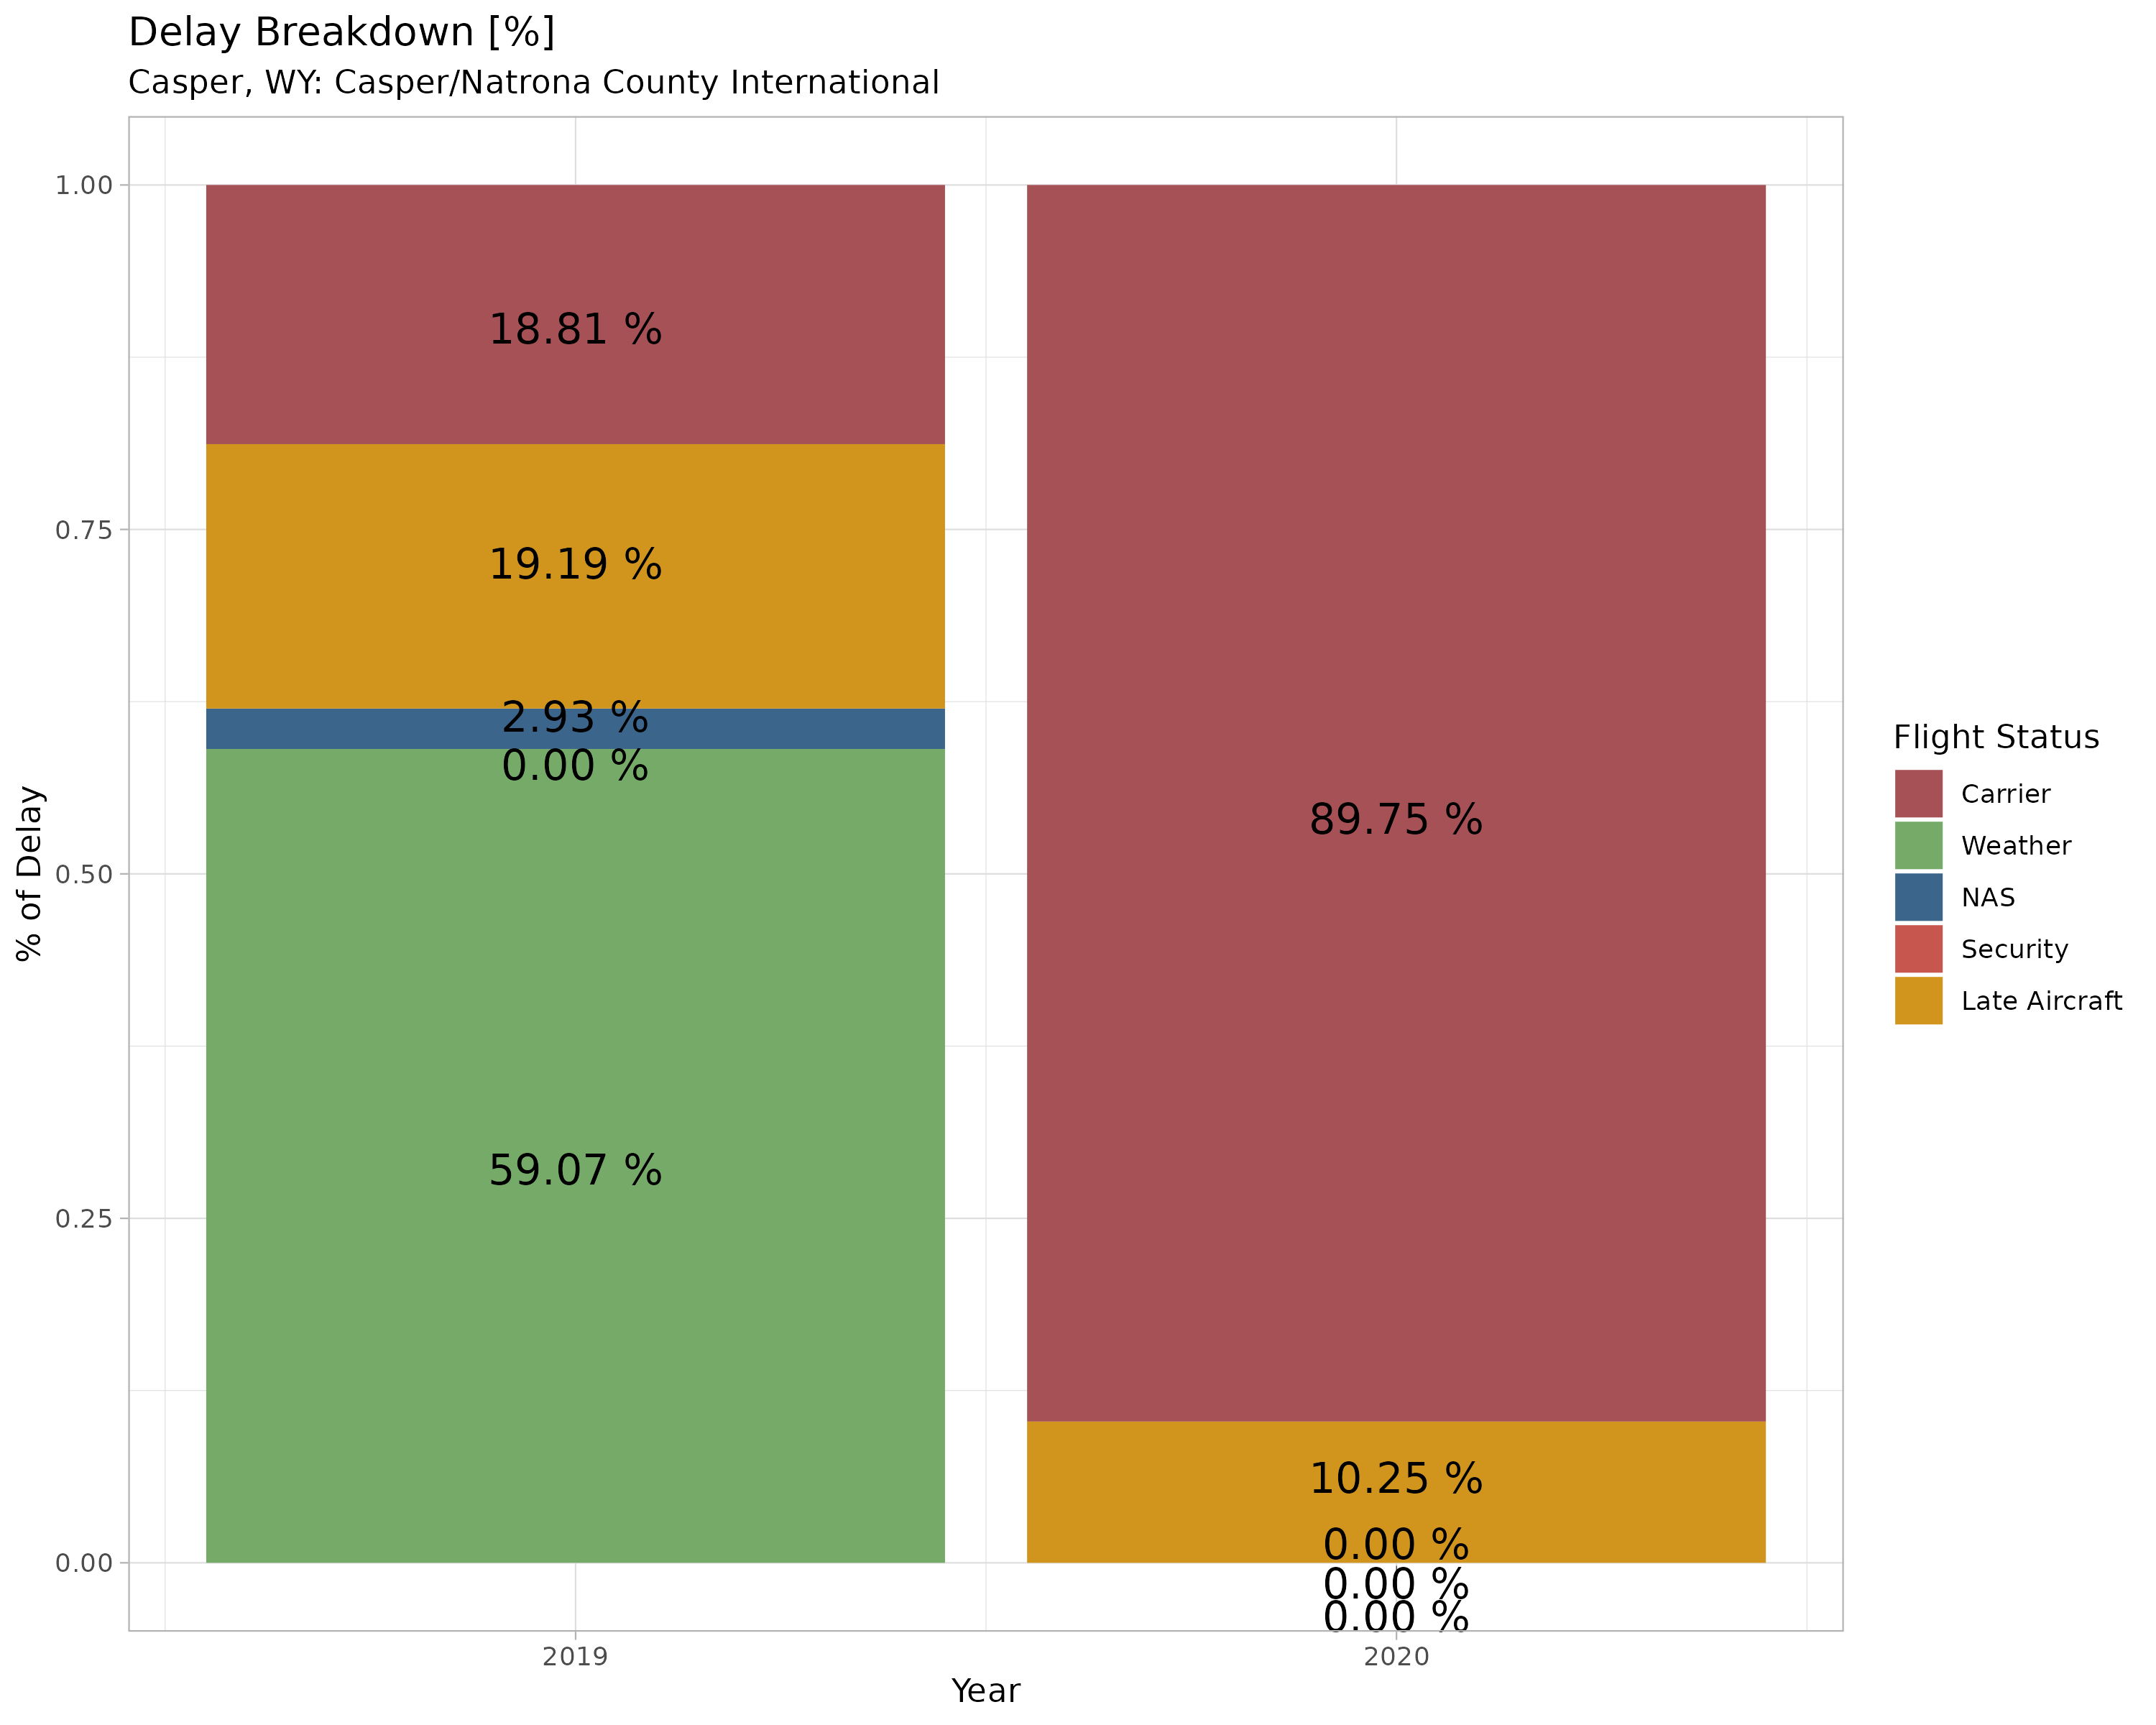 Delay Breakdown [%]
Casper, WY: Casper/Natrona County International
% of Delay
1.00
0.75
0.50
0.25
0.00
18.81 %
19.19 %
2.93 %
0.00 %
59.07 %
89.75 %
10.25 %
0.00 %
0.00 %
0.00 %
2019
2020
Year
Flight Status
Carrier
Weather
NAS
Security
Late Aircraft